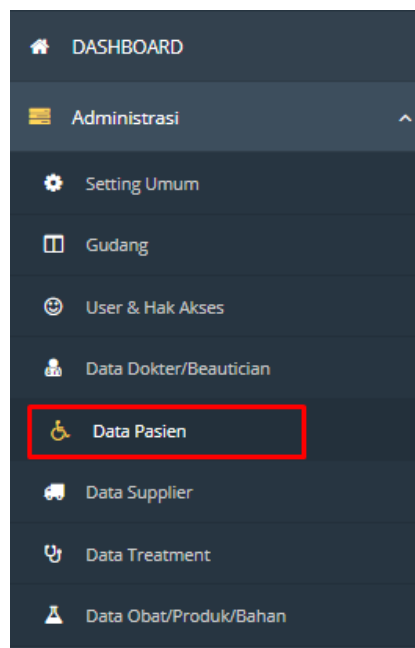 DASHBOARD
Administrasi
Setting Umum
Gudang
User & Hak Akses
Data Dokter/Beautician
Data Pasien
Data Supplier
Data Treatment
Data Obat/Produk/Bahan